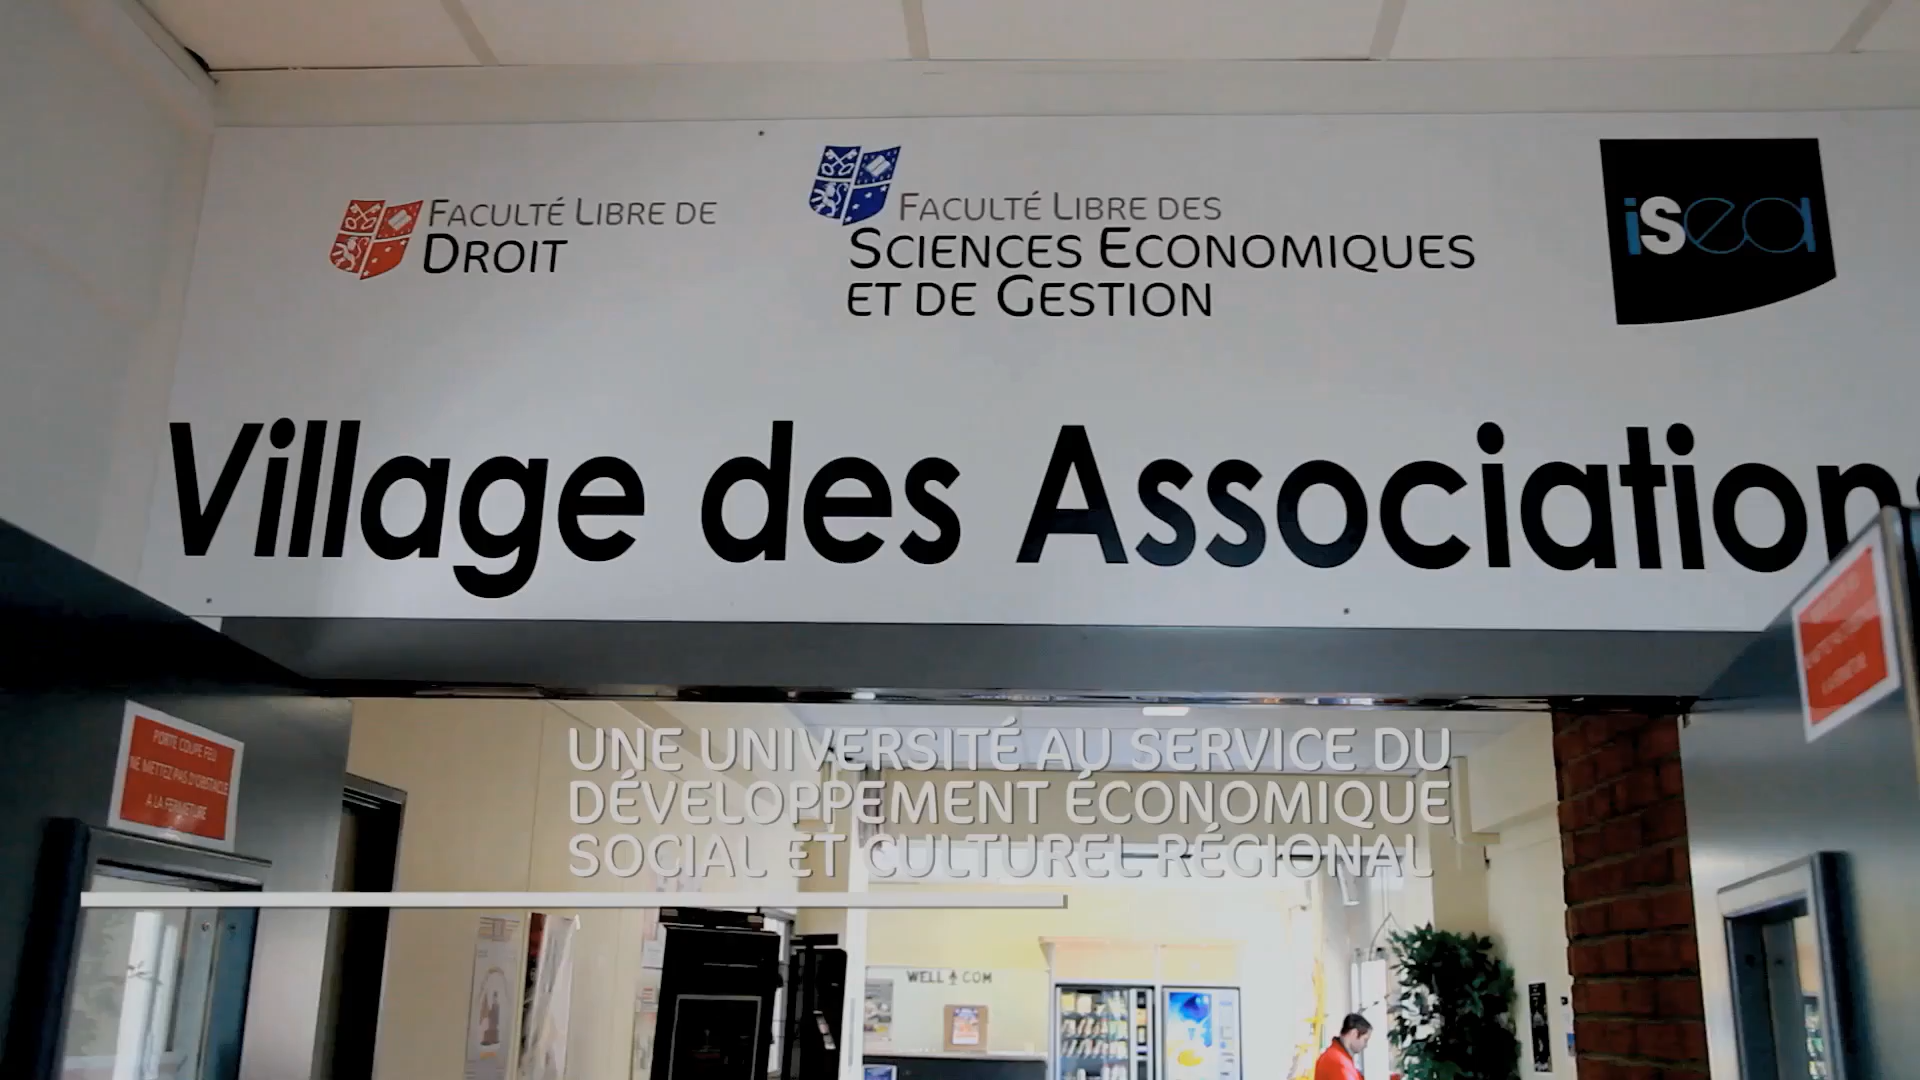 FACULTÉ LIBRE DE
DROIT
FACULTÉ LIBRE DES
SCIENCES ECONOMIQUES
ET DE GESTION
isea
Village des Associations
PORTE COUPE FEU
NE METTEZ PAS D'OBSTACLE
A LA FERMETURE
UNE UNIVERSITÉ AU SERVICE DU
DÉVELOPPEMENT ÉCONOMIQUE
SOCIAL ET CULTUREL RÉGIONAL
WELL COM